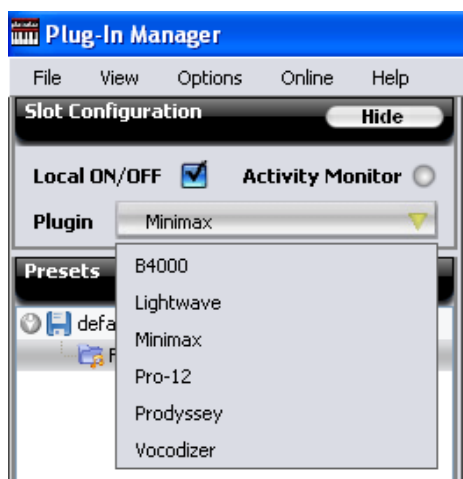 Plug-In Manager
File View Options Online Help
Slot Configuration Hide
Local ON/OFF Activity Monitor
Plugin Minimax
B4000
Presets
Lightwave
Minimax
Pro-12
Prodyssey
Vocodizer